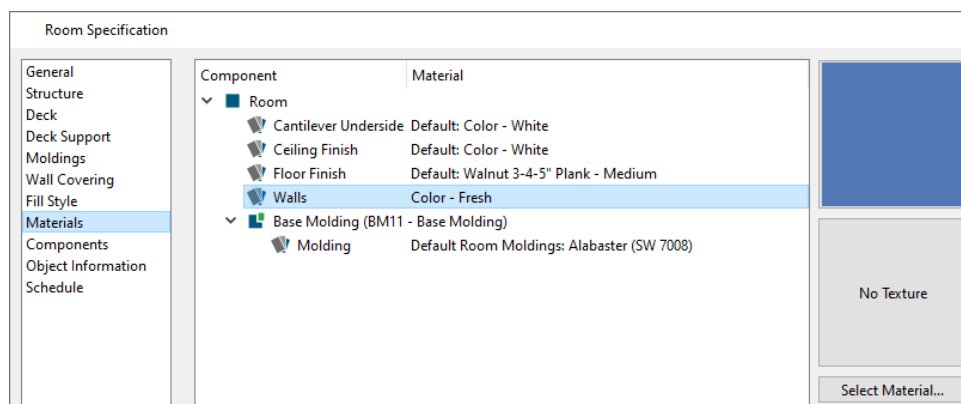 Room Specification
General
Structure
Deck
Deck Support
Moldings
Wall Covering
Fill Style
Materials
Components
Object Information
Schedule
Component Material
Room
Cantilever Underside Default: Color - White
Ceiling Finish Default: Color - White
Floor Finish Default: Walnut 3-4-5" Plank - Medium
Walls Color - Fresh
Base Molding (BM11 - Base Molding)
Molding Default Room Moldings: Alabaster (SW 7008)
No Texture
Select Material...